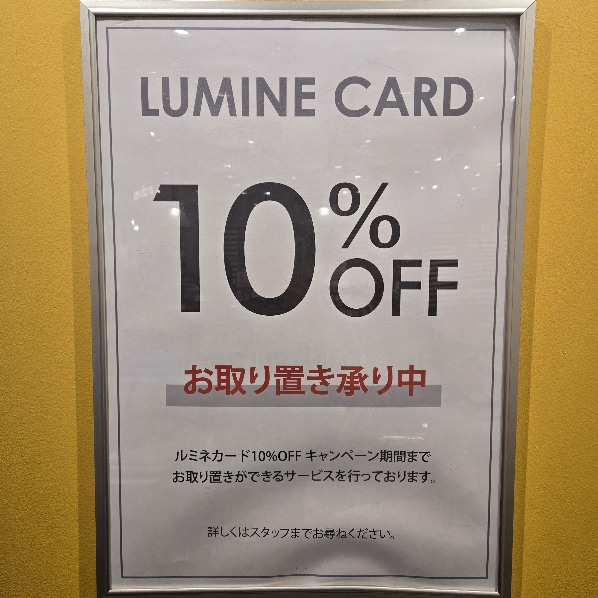 LUMINE CARD
10%
OFF
お取り置き承り中
ルミネカード10%OFF キャンペーン期間まで
お取り置きができるサービスを行っております。
詳しくはスタッフまでお尋ねください。